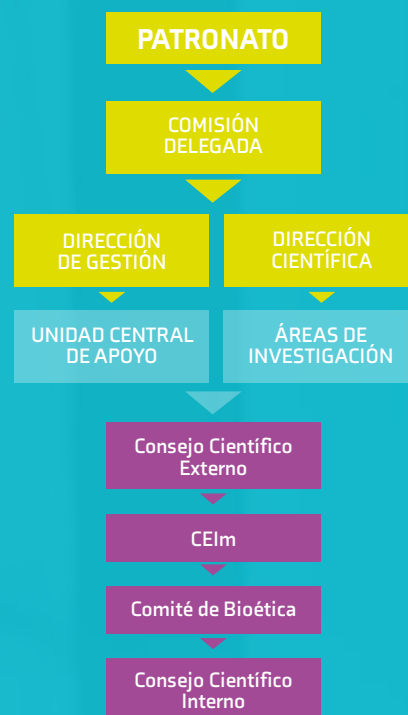 PATRONATO
COMISIÓN
DELEGADA
DIRECCIÓN
DE GESTIÓN
DIRECCIÓN
CIENTÍFICA
UNIDAD CENTRAL
DE APOYO
ÁREAS DE
INVESTIGACIÓN
Consejo Científico
Externo
CEIm
Comité de Bioética
Consejo Científico
Interno